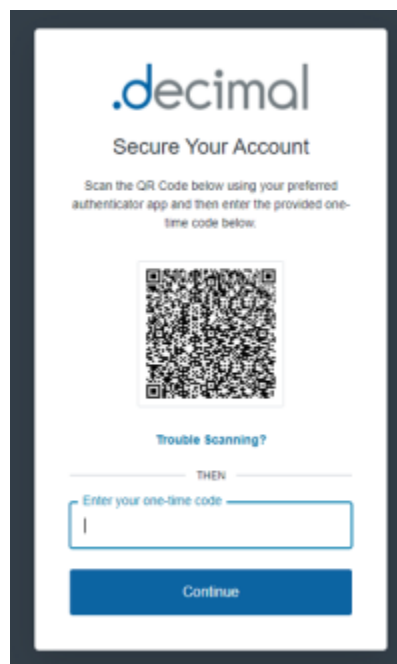 .decimal
Secure Your Account
Scan the QR Code below using your preferred
authenticator app and then enter the provided one-
time code below.
Trouble Scanning?
THEN
Enter your one-time code
Continue